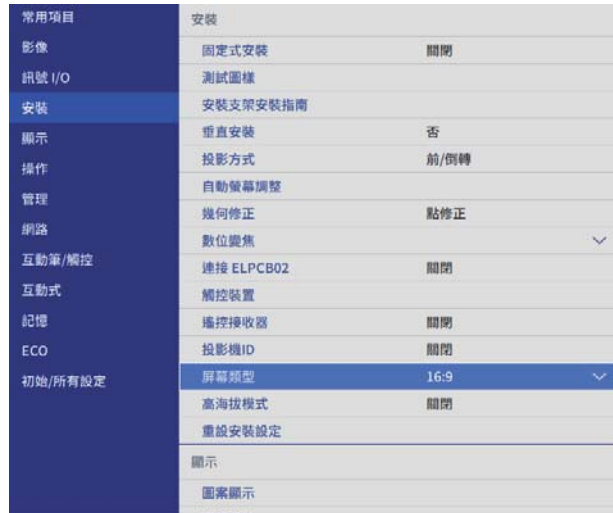 常用項目
影像
訊號 I/O
安裝
顯示
操作
管理
網路
互動筆/觸控
互動式
記憶
ECO
初始/所有設定
安裝
固定式安裝 關閉
測試圖樣
安裝支架安裝指南
垂直安裝 否
投影方式 前/倒轉
自動螢幕調整
幾何修正 點修正
數位變焦
連接 ELPCB02 關閉
觸控裝置
遙控接收器 關閉
投影機ID 關閉
屏幕類型 16:9
高海拔模式 關閉
重設安裝設定
顯示
圖案顯示